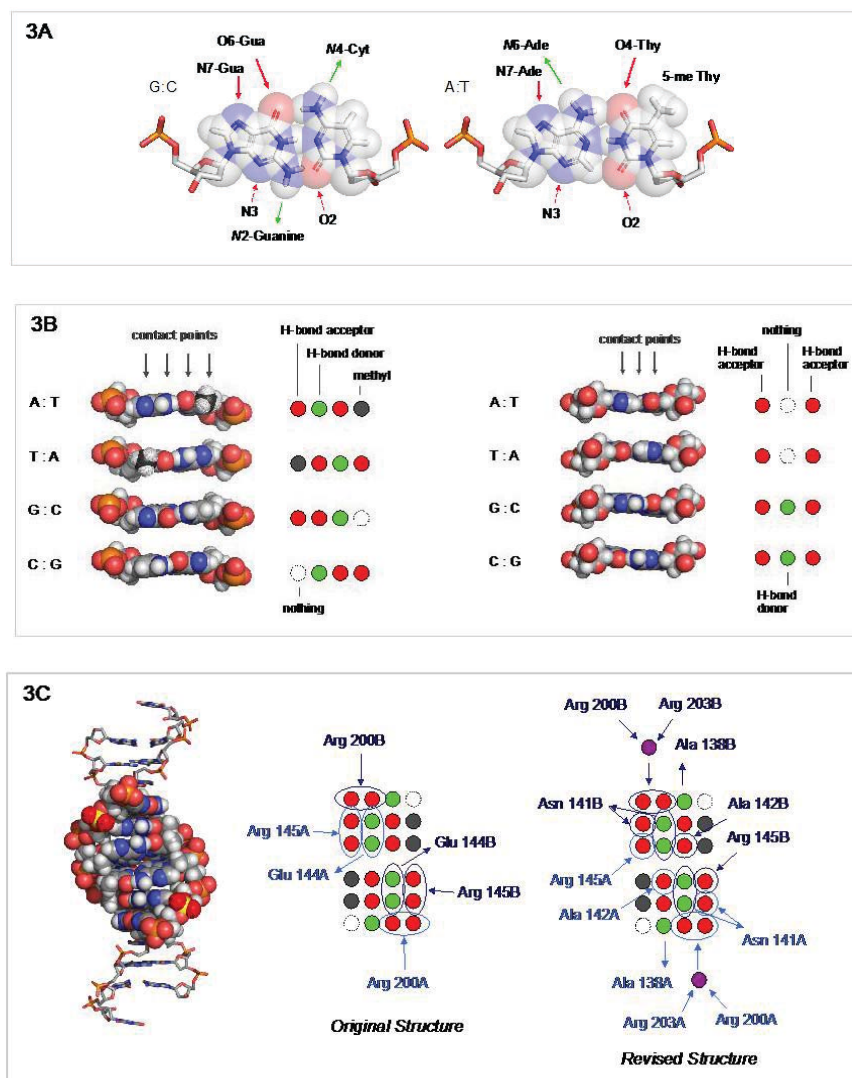 3A
O6-Gua
N4-Cyt
N7-Gua
G:C
N3
O2
N2-Guanine
N6-Ade
O4-Thy
N7-Ade
5-me Thy
A:T
N3
O2
3B
contact points
H-bond acceptor
H-bond donor
methyl
A:T
T:A
G:C
C:G
nothing
contact points
nothing
H-bond
acceptor
H-bond
acceptor
A:T
T:A
G:C
C:G
H-bond
donor
3C
Arg 200B
Arg 145A
Glu 144B
Glu 144A
Arg 145B
Arg 200A
Original Structure
Arg 200B
Arg 203B
Ala 138B
Asn 141B
Ala 142B
Arg 145B
Arg 145A
Ala 142A
Asn 141A
Ala 138A
Arg 203A
Arg 200A
Revised Structure